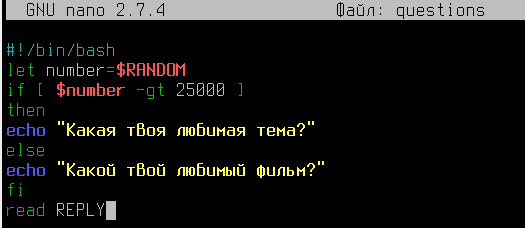 GNU nano 2.7.4 Файл: questions
#!/bin/bash
let number=$RANDOM
if [ $number -gt 25000 ]
then
echo "Какая твоя любимая тема?"
else
echo "Какой твой любимый фильм?"
fi
read REPLY